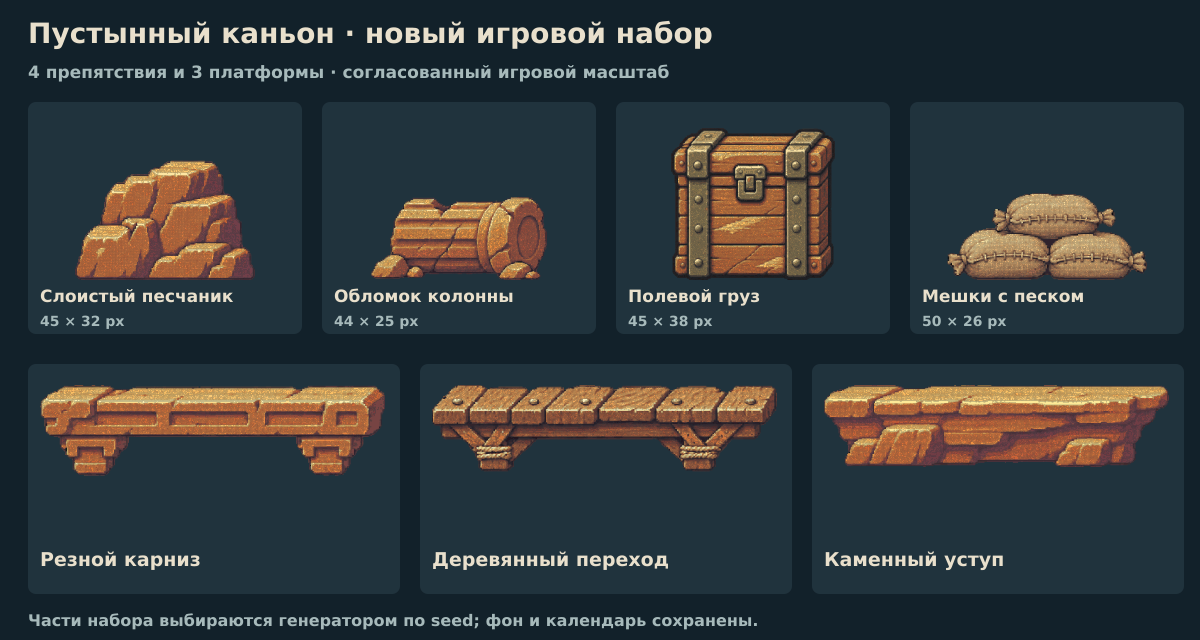 Пустынный каньон · новый игровой набор
4 препятствия и 3 платформы · согласованный игровой масштаб
Слоистый песчаник
45 × 32 px
Обломок колонны
44 × 25 px
Полевой груз
45 × 38 px
Мешки с песком
50 × 26 px
Резной карниз
Деревянный переход
Каменный уступ
Части набора выбираются генератором по seed; фон и календарь сохранены.